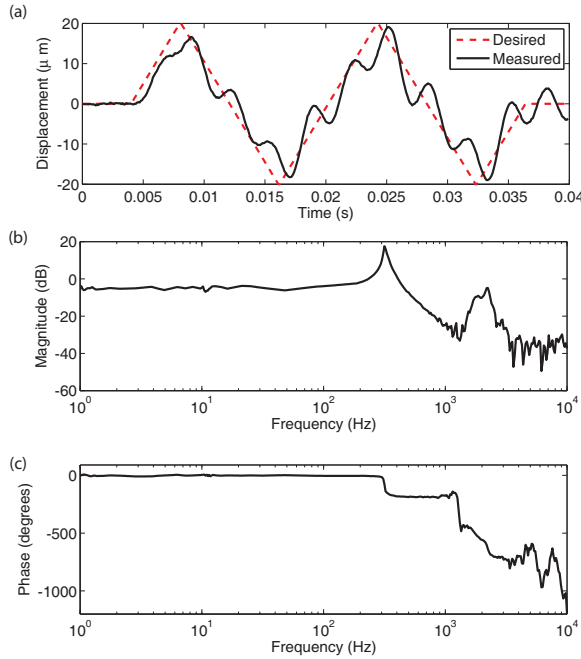 (a)
20
10
0
-10
-20
Displacement (μ m)
Desired
Measured
0 0.005 0.01 0.015 0.02 0.025 0.03 0.035 0.04
Time (s)
(b)
20
0
-20
-40
-60
Magnitude (dB)
10^0 10^1 10^2 10^3 10^4
Frequency (Hz)
(c)
0
-500
-1000
Phase (degrees)
10^0 10^1 10^2 10^3 10^4
Frequency (Hz)